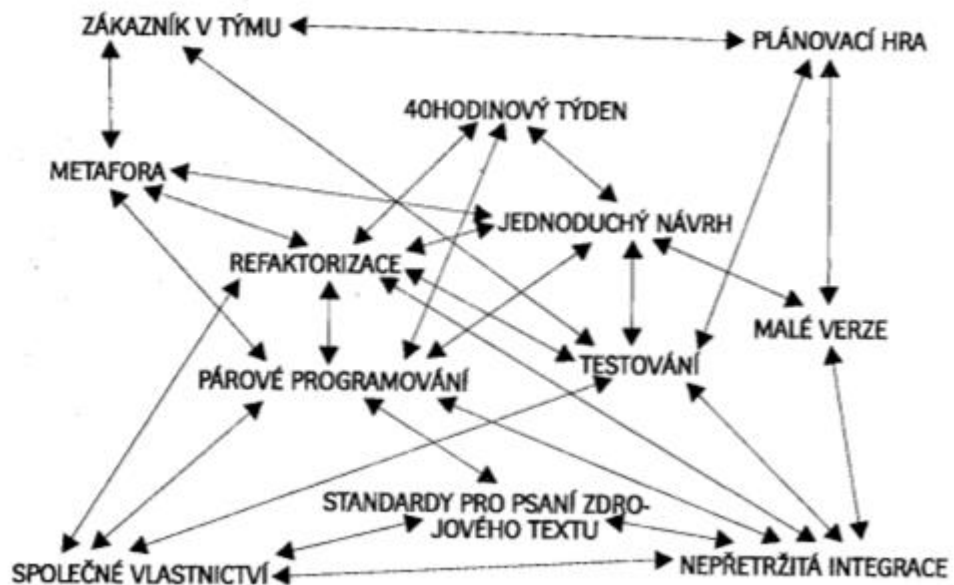 ZÁKAZNÍK V TÝMU
PLÁNOVACÍ HRA
40HODINOVÝ TÝDEN
METAFORA
JEDNODUCHÝ NÁVRH
REFAKTORIZACE
MALÉ VERZE
PÁROVÉ PROGRAMOVÁNÍ
TESTOVÁNÍ
STANDARDY PRO PSANÍ ZDRO-
JOVÉHO TEXTU
SPOLEČNÉ VLASTNICTVÍ
NEPŘETRŽITÁ INTEGRACE